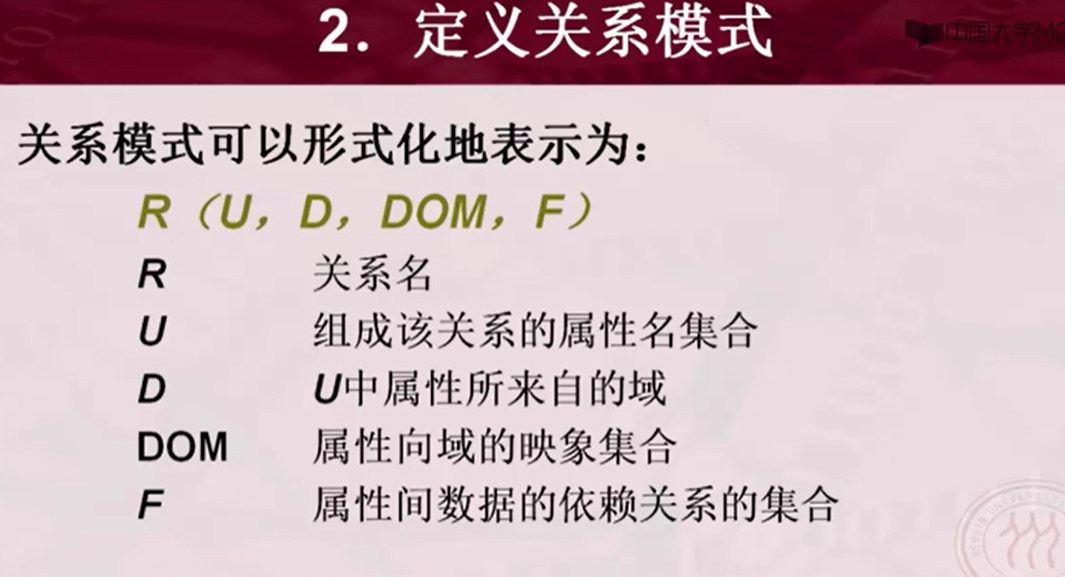 2. 定义关系模式
中国大学MO
关系模式可以形式化地表示为：
R（U，D，DOM，F）
R 关系名
U 组成该关系的属性名集合
D U中属性所来自的域
DOM 属性向域的映象集合
F 属性间数据的依赖关系的集合